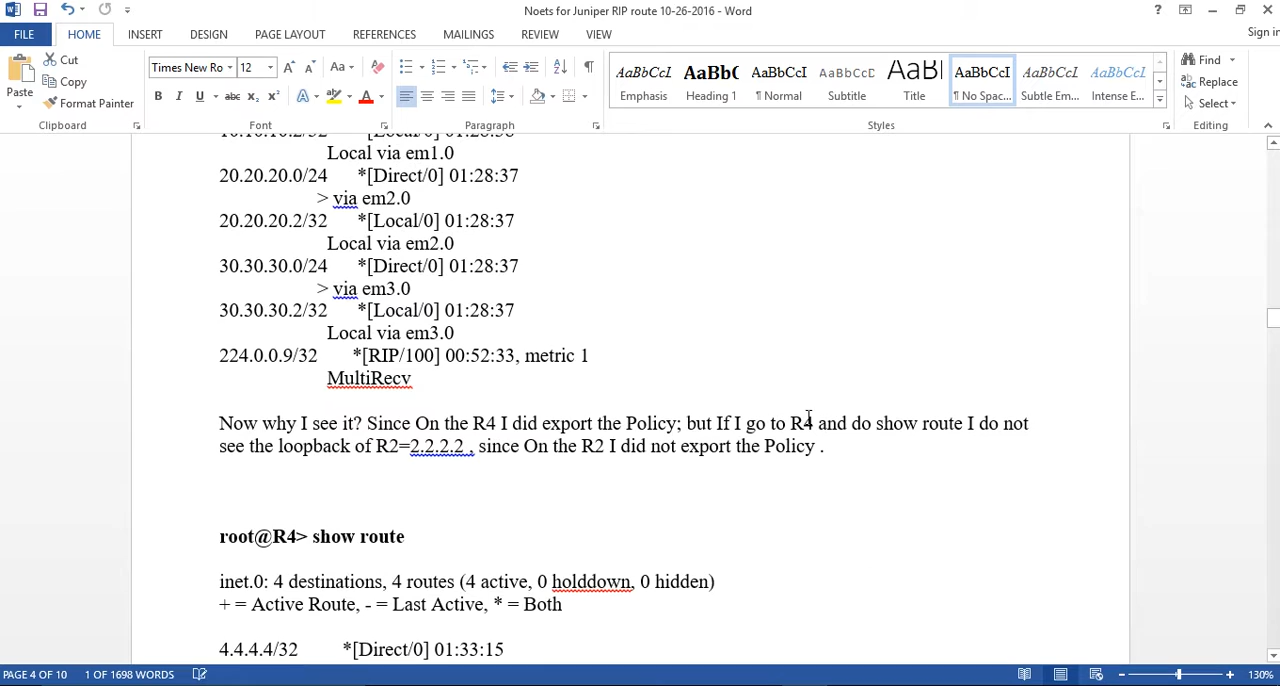 Noets for Juniper RIP route 10-26-2016 - Word
FILE HOME INSERT DESIGN PAGE LAYOUT REFERENCES MAILINGS REVIEW VIEW Sign in
Paste
Cut
Copy
Format Painter
Clipboard
Times New Ro 12
Font
Paragraph
AaBbCcI AaBbC AaBbCcI AaBbCcD AaBl AaBbCcI AaBbCcI AaBbCcI
Emphasis Heading 1 ¶ Normal Subtitle Title ¶ No Spac... Subtle Em... Intense E...
Styles
Find
Replace
Select
Editing
10.10.10.2/32 *[Local/0] 01:28:38
Local via em1.0
20.20.20.0/24 *[Direct/0] 01:28:37
> via em2.0
20.20.20.2/32 *[Local/0] 01:28:37
Local via em2.0
30.30.30.0/24 *[Direct/0] 01:28:37
> via em3.0
30.30.30.2/32 *[Local/0] 01:28:37
Local via em3.0
224.0.0.9/32 *[RIP/100] 00:52:33, metric 1
MultiRecv
Now why I see it? Since On the R4 I did export the Policy; but If I go to R4 and do show route I do not
see the loopback of R2=2.2.2.2 , since On the R2 I did not export the Policy .
root@R4> show route
inet.0: 4 destinations, 4 routes (4 active, 0 holddown, 0 hidden)
+ = Active Route, - = Last Active, * = Both
4.4.4.4/32 *[Direct/0] 01:33:15
PAGE 4 OF 10 1 OF 1698 WORDS 130%